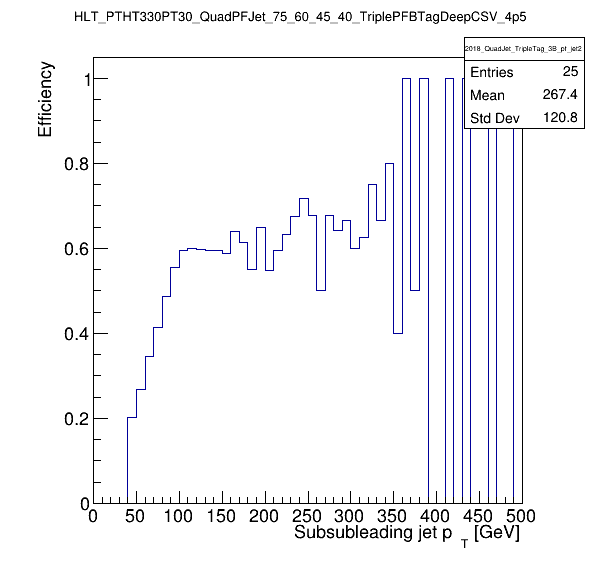 HLT_PTHT330PT30_QuadPFJet_75_60_45_40_TriplePFBTagDeepCSV_4p5
2018_QuadJet_TripleTag_3B_pf_jet2
Entries 25
Mean 267.4
Std Dev 120.8
Efficiency
1
0.8
0.6
0.4
0.2
0
0 50 100 150 200 250 300 350 400 450 500
Subsubleading jet p T [GeV]